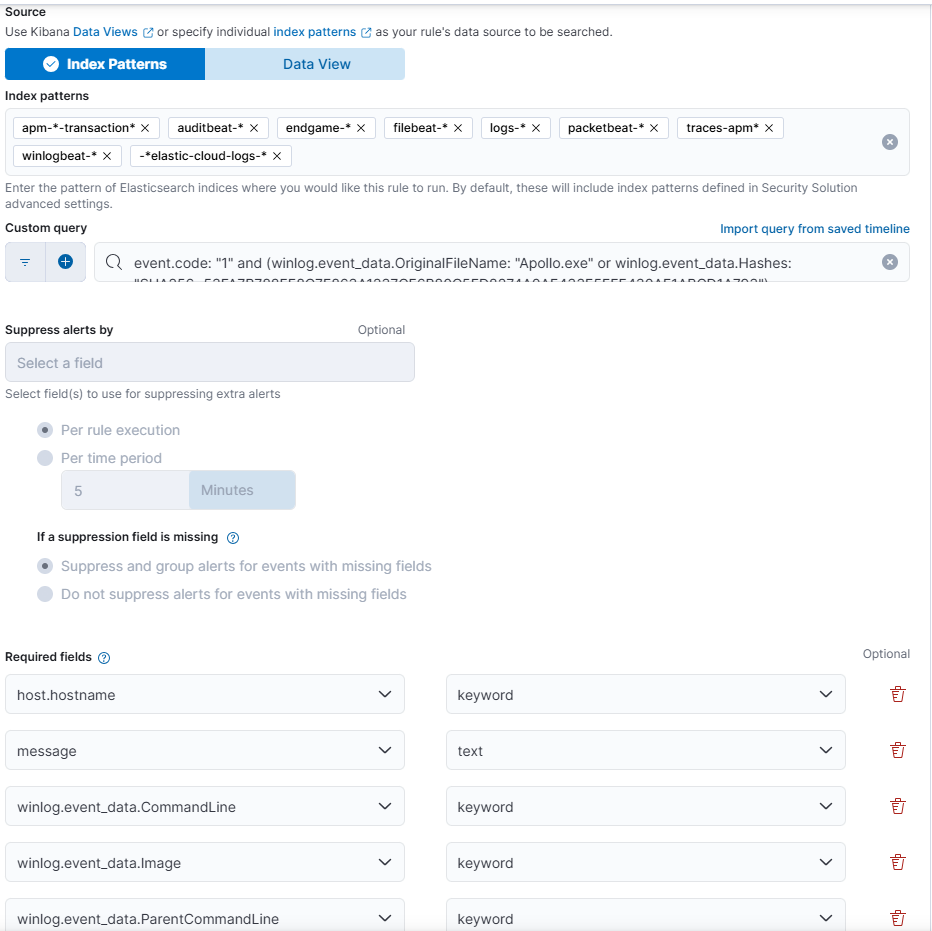 Source
Use Kibana Data Views or specify individual index patterns as your rule's data source to be searched.
Index Patterns
Data View
Index patterns
apm-*-transaction* auditbeat-* endgame-* filebeat-* logs-* packetbeat-* traces-apm*
winlogbeat-* -*elastic-cloud-logs-*
Enter the pattern of Elasticsearch indices where you would like this rule to run. By default, these will include index patterns defined in Security Solution
advanced settings.
Custom query Import query from saved timeline
event.code: "1" and (winlog.event_data.OriginalFileName: "Apollo.exe" or winlog.event_data.Hashes:
Suppress alerts by Optional
Select a field
Select field(s) to use for suppressing extra alerts
Per rule execution
Per time period
5 Minutes
If a suppression field is missing
Suppress and group alerts for events with missing fields
Do not suppress alerts for events with missing fields
Required fields Optional
host.hostname keyword
message text
winlog.event_data.CommandLine keyword
winlog.event_data.Image keyword
winlog.event_data.ParentCommandLine keyword